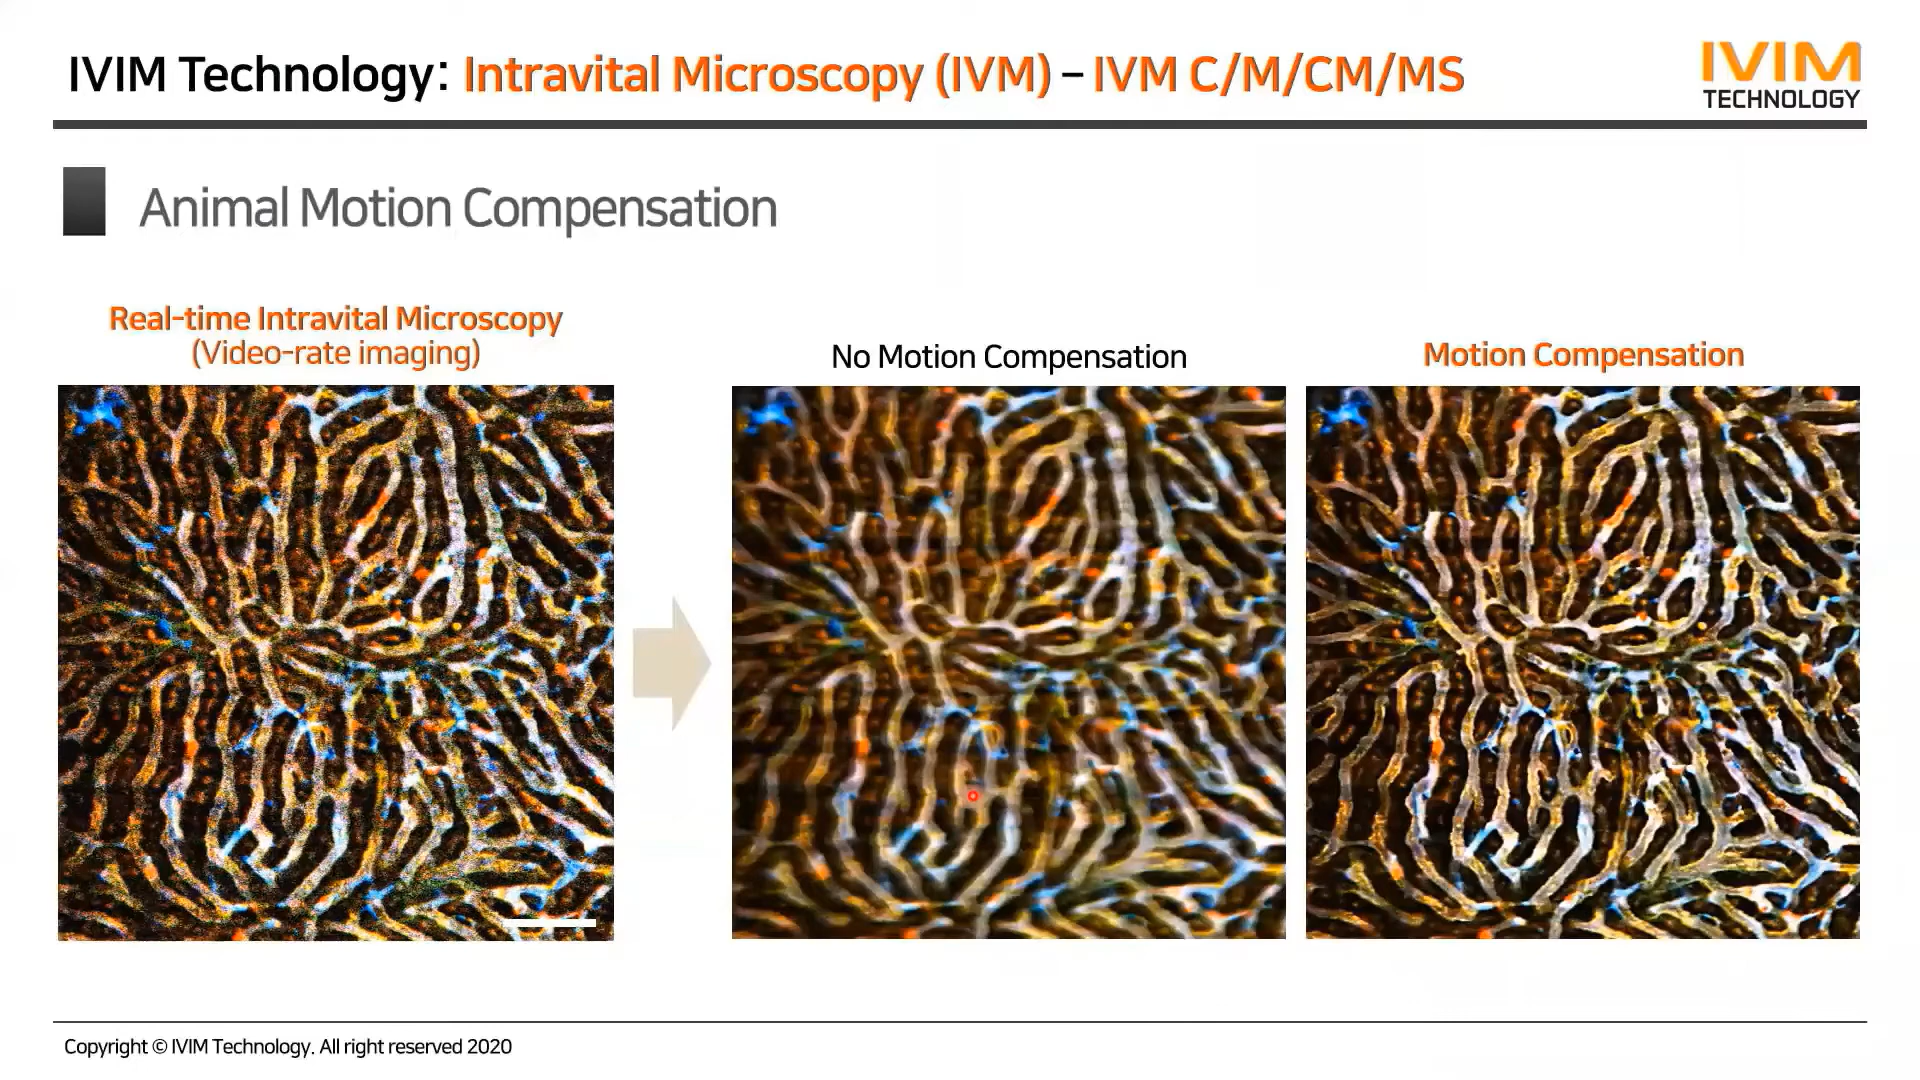 IVIM Technology: Intravital Microscopy (IVM) – IVM C/M/CM/MS
IVIM
TECHNOLOGY
Animal Motion Compensation
Real-time Intravital Microscopy
(Video-rate imaging)
No Motion Compensation
Motion Compensation
Copyright © IVIM Technology. All right reserved 2020